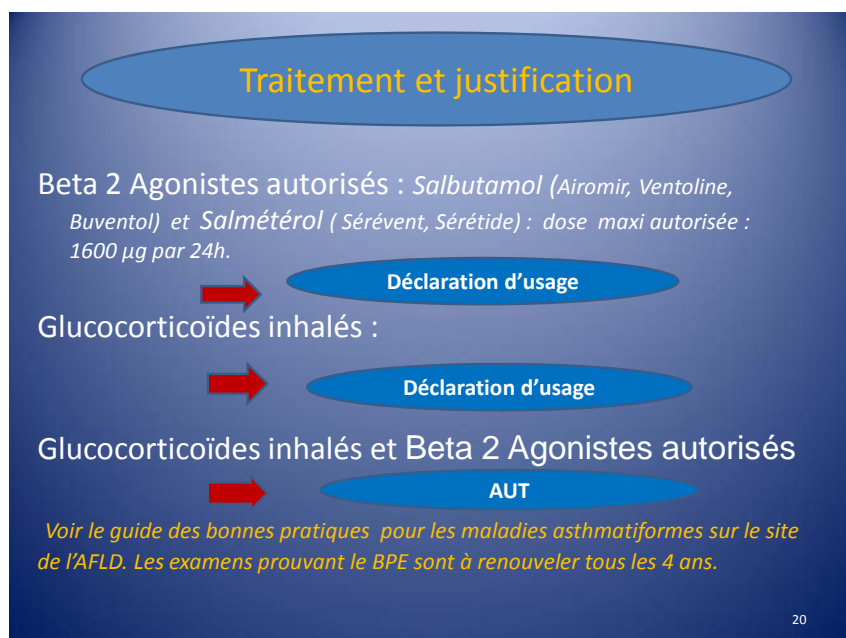 Traitement et justification
Beta 2 Agonistes autorisés : Salbutamol (Airomir, Ventoline,
Buventol) et Salmétérol ( Sérévent, Sérétide) : dose maxi autorisée :
1600 µg par 24h.
Déclaration d’usage
Glucocorticoïdes inhalés :
Déclaration d’usage
Glucocorticoïdes inhalés et Beta 2 Agonistes autorisés
AUT
Voir le guide des bonnes pratiques pour les maladies asthmatiformes sur le site
de l’AFLD. Les examens prouvant le BPE sont à renouveler tous les 4 ans.
20